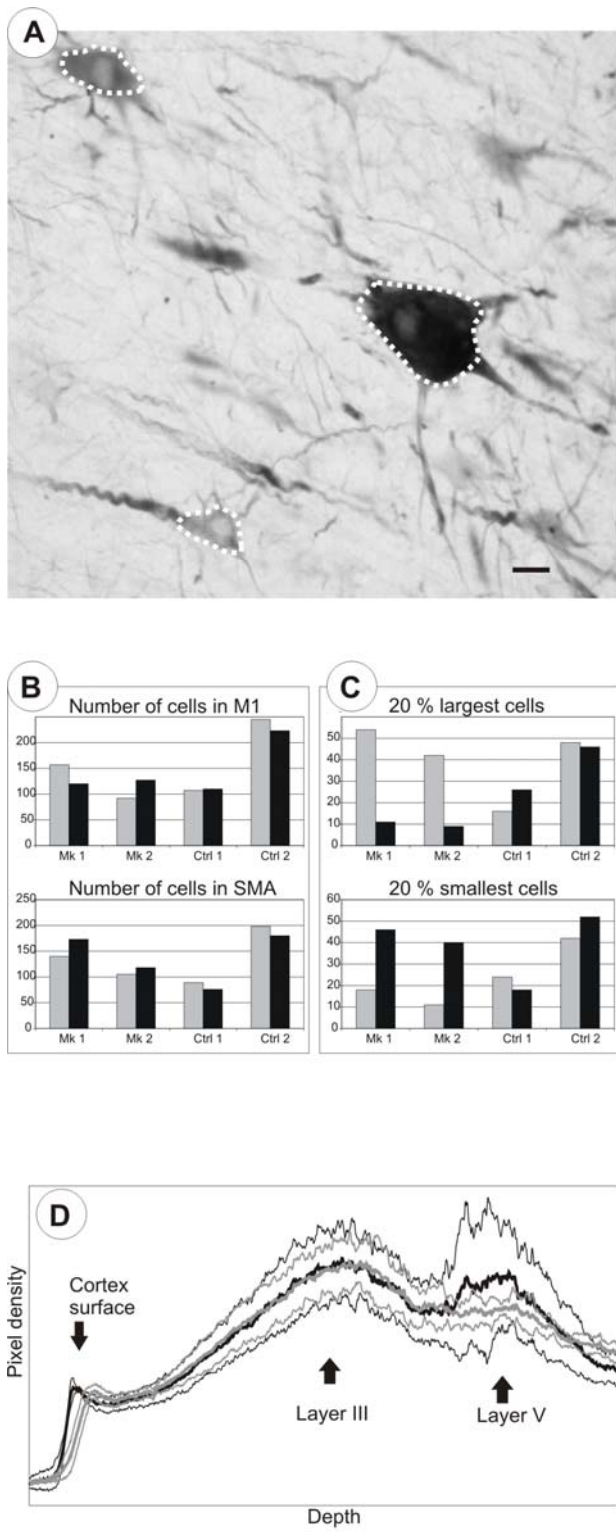 A
B
Number of cells in M1
200
150
100
50
0
Mk 1 Mk 2 Ctrl 1 Ctrl 2
Number of cells in SMA
250
200
150
100
50
0
Mk 1 Mk 2 Ctrl 1 Ctrl 2
C
20 % largest cells
50
40
30
20
10
0
Mk 1 Mk 2 Ctrl 1 Ctrl 2
20 % smallest cells
60
50
40
30
20
10
0
Mk 1 Mk 2 Ctrl 1 Ctrl 2
D
Cortex
surface
Pixel density
Layer III
Layer V
Depth